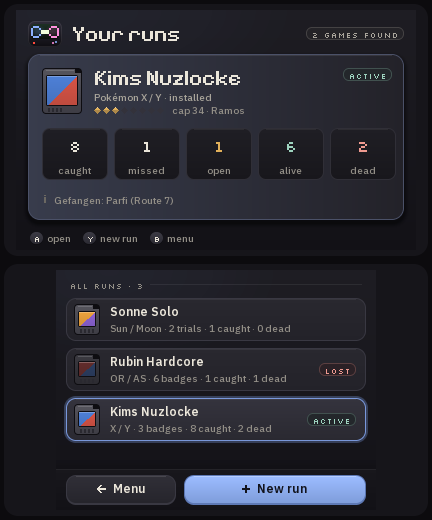 Your runs
2 GAMES FOUND
Kims Nuzlocke
ACTIVE
Pokémon X / Y · installed
cap 34 · Ramos
8 1 1 6 2
caught missed open alive dead
i Gefangen: Parfi (Route 7)
A open Y new run B menu
ALL RUNS · 3
Sonne Solo
Sun / Moon · 2 trials · 1 caught · 0 dead
Rubin Hardcore
OR / AS · 6 badges · 1 caught · 1 dead
LOST
Kims Nuzlocke
X / Y · 3 badges · 8 caught · 2 dead
ACTIVE
← Menu + New run